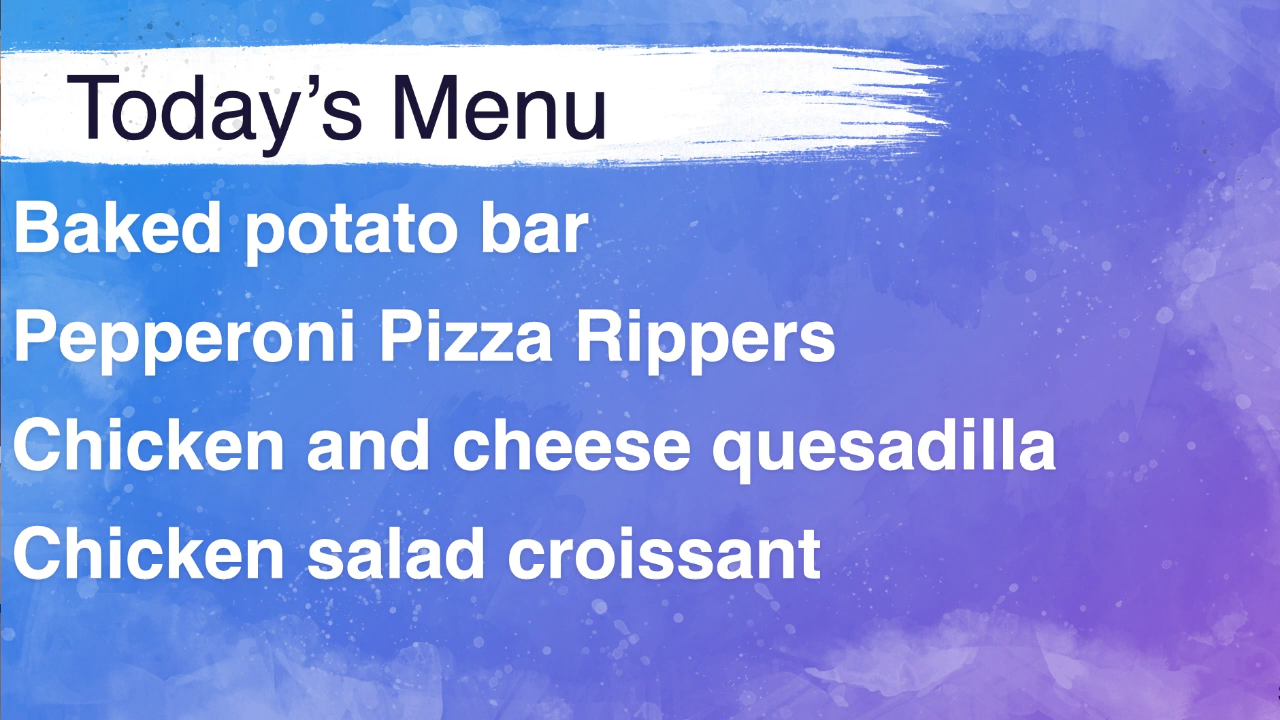 Today’s Menu
Baked potato bar
Pepperoni Pizza Rippers
Chicken and cheese quesadilla
Chicken salad croissant